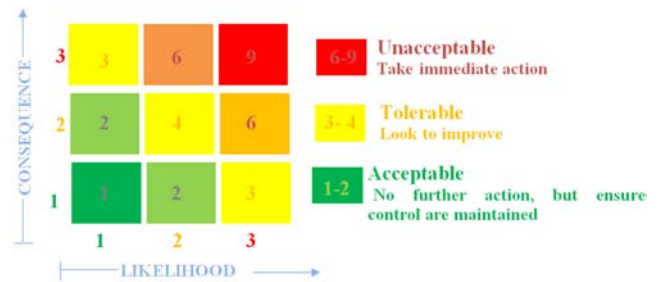 CONSEQUENCE
3 3 6 9
2 2 4 6
1 1 2 3
1 2 3
LIKELIHOOD
6-9 Unacceptable
Take immediate action
3- 4 Tolerable
Look to improve
1-2 Acceptable
No further action, but ensure
control are maintained